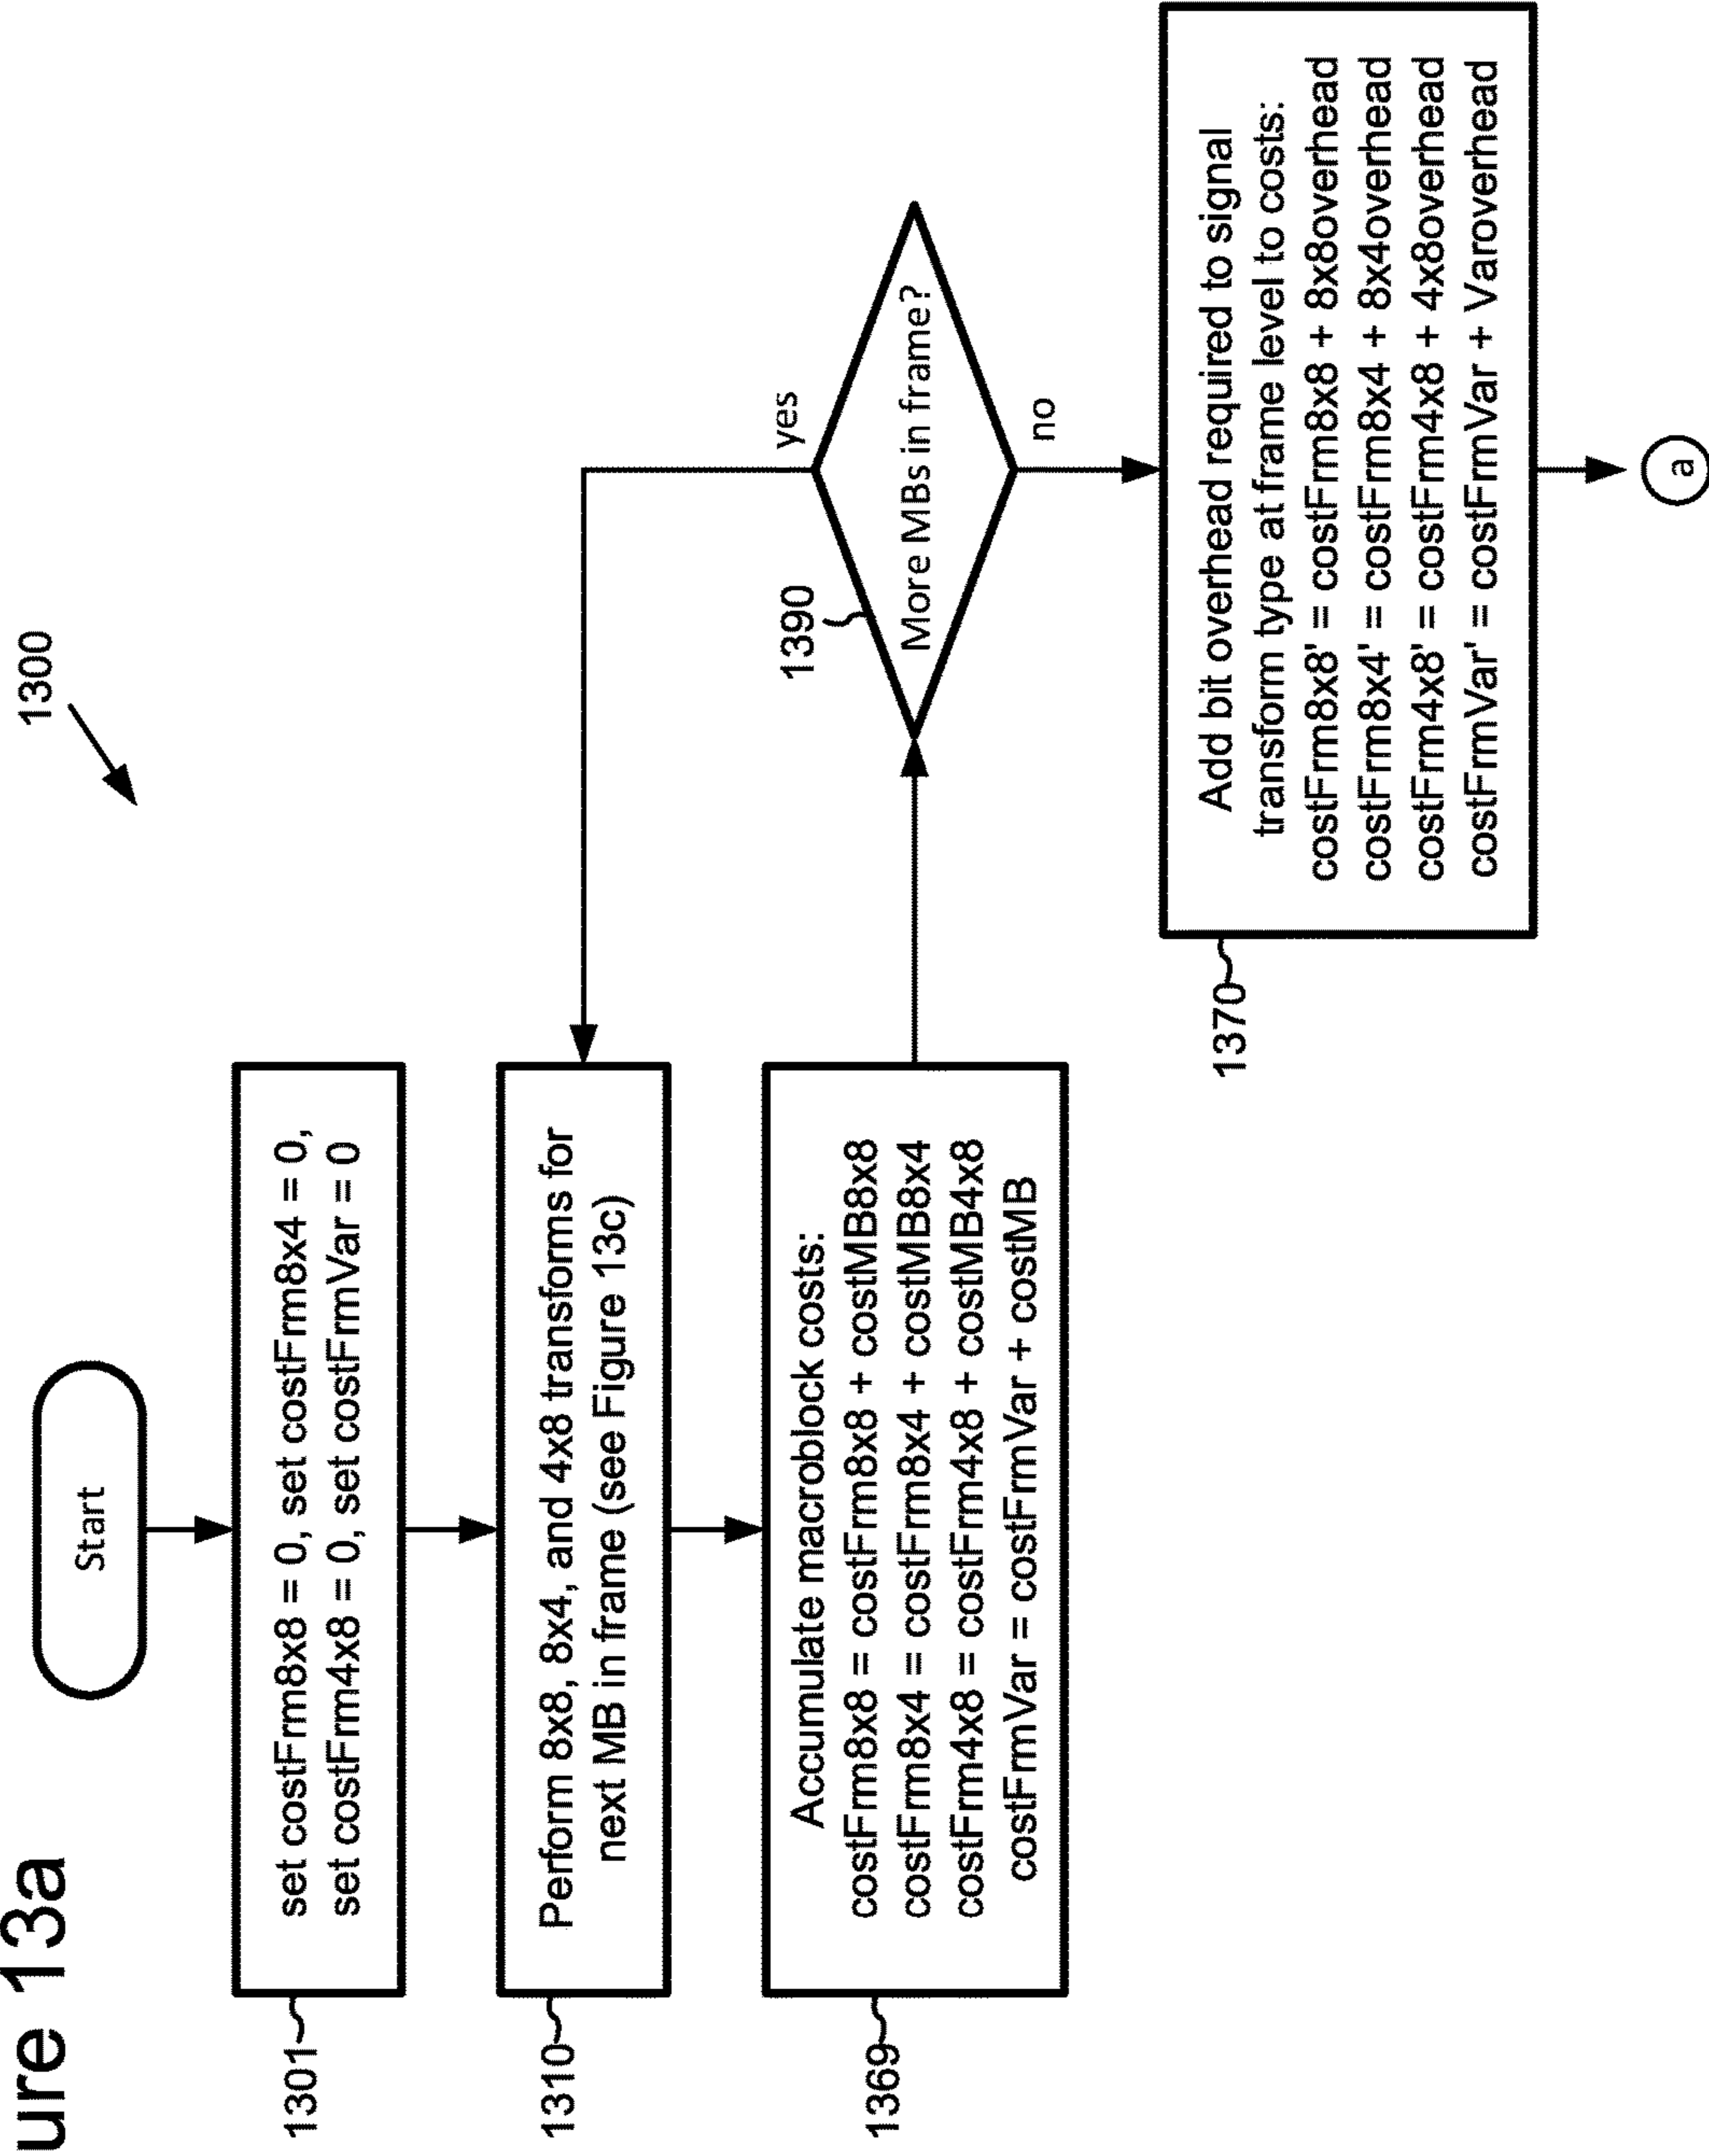 ure 13a
1300
Start
1301
set costFrm8x8 = 0, set costFrm8x4 = 0,
set costFrm4x8 = 0, set costFrmVar = 0
1310
Perform 8x8, 8x4, and 4x8 transforms for
next MB in frame (see Figure 13c)
1369
Accumulate macroblock costs:
costFrm8x8 = costFrm8x8 + costMB8x8
costFrm8x4 = costFrm8x4 + costMB8x4
costFrm4x8 = costFrm4x8 + costMB4x8
costFrmVar = costFrmVar + costMB
1390
More MBs in frame?
yes
no
1370
Add bit overhead required to signal
transform type at frame level to costs:
costFrm8x8' = costFrm8x8 + 8x8overhead
costFrm8x4' = costFrm8x4 + 8x4overhead
costFrm4x8' = costFrm4x8 + 4x8overhead
costFrmVar' = costFrmVar + Varoverhead
a